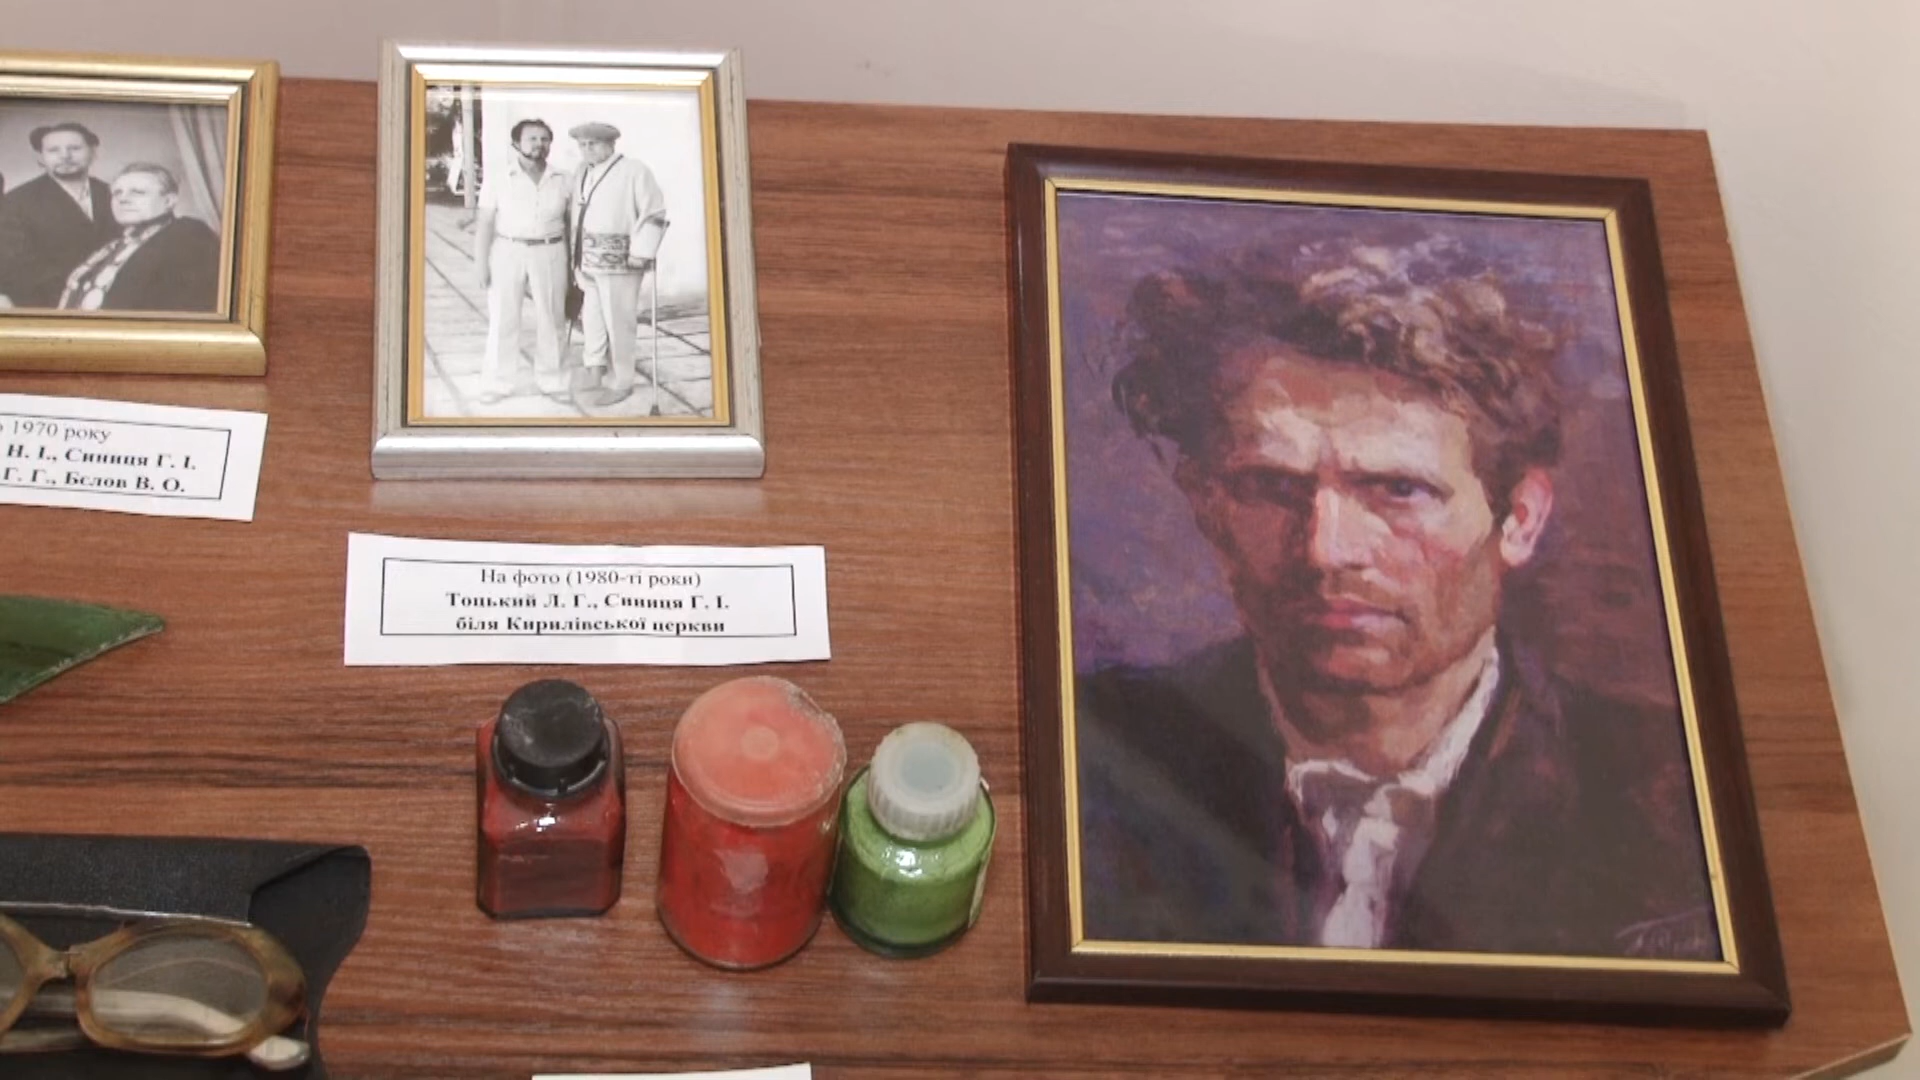 1970 року
Н. І., Синиця Г. І.
Г. Г., Бєлов В. О.
На фото (1980-ті роки)
Тоцький Л. Г., Синиця Г. І.
біля Кирилівської церкви